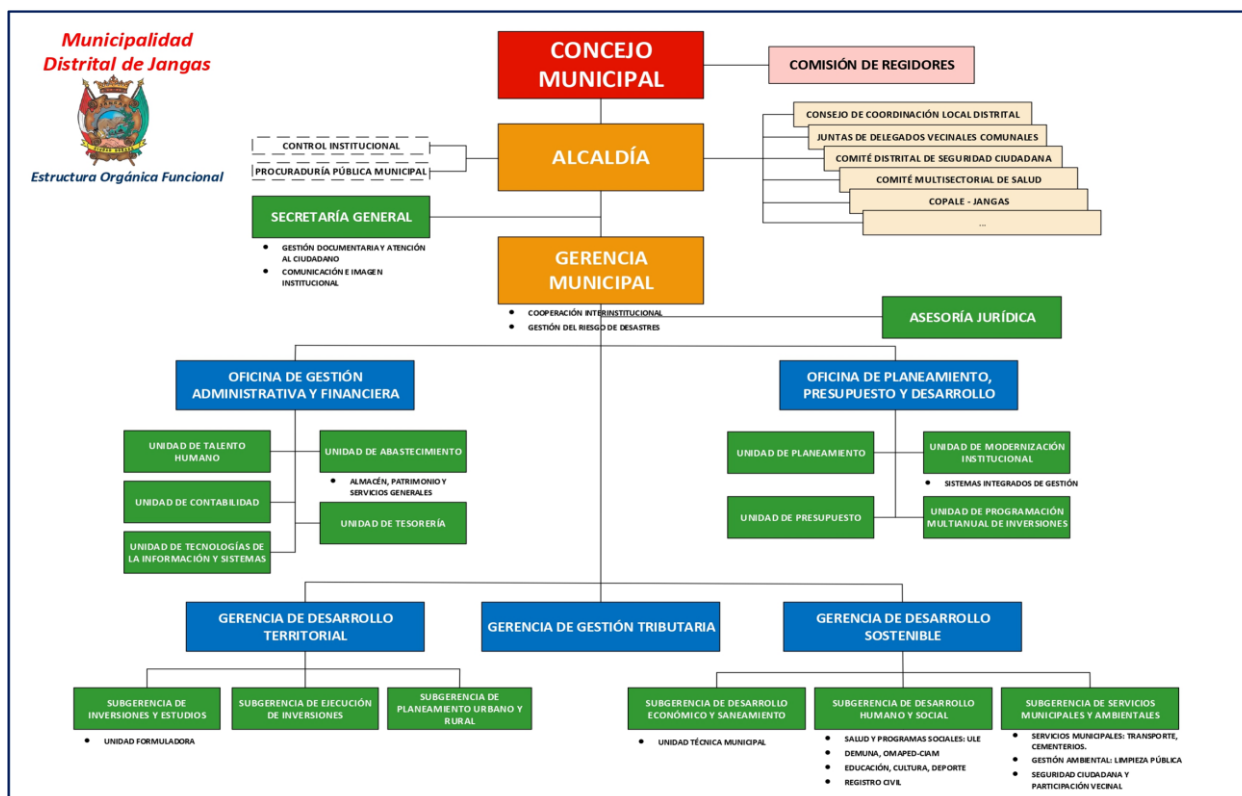 Municipalidad
Distrital de Jangas
Estructura Orgánica Funcional
CONCEJO
MUNICIPAL
COMISIÓN DE REGIDORES
ALCALDÍA
CONTROL INSTITUCIONAL
PROCURADURÍA PÚBLICA MUNICIPAL
CONSEJO DE COORDINACIÓN LOCAL DISTRITAL
JUNTAS DE DELEGADOS VECINALES COMUNALES
COMITÉ DISTRITAL DE SEGURIDAD CIUDADANA
COMITÉ MULTISECTORIAL DE SALUD
COPALE - JANGAS
...
SECRETARÍA GENERAL
• GESTIÓN DOCUMENTARIA Y ATENCIÓN
AL CIUDADANO
• COMUNICACIÓN E IMAGEN
INSTITUCIONAL
GERENCIA
MUNICIPAL
• COOPERACIÓN INTERINSTITUCIONAL
• GESTIÓN DEL RIESGO DE DESASTRES
ASESORÍA JURÍDICA
OFICINA DE GESTIÓN
ADMINISTRATIVA Y FINANCIERA
UNIDAD DE TALENTO
HUMANO
UNIDAD DE ABASTECIMIENTO
• ALMACÉN, PATRIMONIO Y
SERVICIOS GENERALES
UNIDAD DE CONTABILIDAD
UNIDAD DE TESORERÍA
UNIDAD DE TECNOLOGÍAS DE
LA INFORMACIÓN Y SISTEMAS
OFICINA DE PLANEAMIENTO,
PRESUPUESTO Y DESARROLLO
UNIDAD DE PLANEAMIENTO
UNIDAD DE MODERNIZACIÓN
INSTITUCIONAL
• SISTEMAS INTEGRADOS DE GESTIÓN
UNIDAD DE PRESUPUESTO
UNIDAD DE PROGRAMACIÓN
MULTIANUAL DE INVERSIONES
GERENCIA DE DESARROLLO
TERRITORIAL
GERENCIA DE GESTIÓN TRIBUTARIA
GERENCIA DE DESARROLLO
SOSTENIBLE
SUBGERENCIA DE
INVERSIONES Y ESTUDIOS
• UNIDAD FORMULADORA
SUBGERENCIA DE EJECUCIÓN
DE INVERSIONES
SUBGERENCIA DE
PLANEAMIENTO URBANO Y
RURAL
SUBGERENCIA DE DESARROLLO
ECONÓMICO Y SANEAMIENTO
• UNIDAD TÉCNICA MUNICIPAL
SUBGERENCIA DE DESARROLLO
HUMANO Y SOCIAL
• SALUD Y PROGRAMAS SOCIALES: ULE
• DEMUNA, OMAPED-CIAM
• EDUCACIÓN, CULTURA, DEPORTE
• REGISTRO CIVIL
SUBGERENCIA DE SERVICIOS
MUNICIPALES Y AMBIENTALES
• SERVICIOS MUNICIPALES: TRANSPORTE,
CEMENTERIOS.
• GESTIÓN AMBIENTAL: LIMPIEZA PÚBLICA
• SEGURIDAD CIUDADANA Y
PARTICIPACIÓN VECINAL